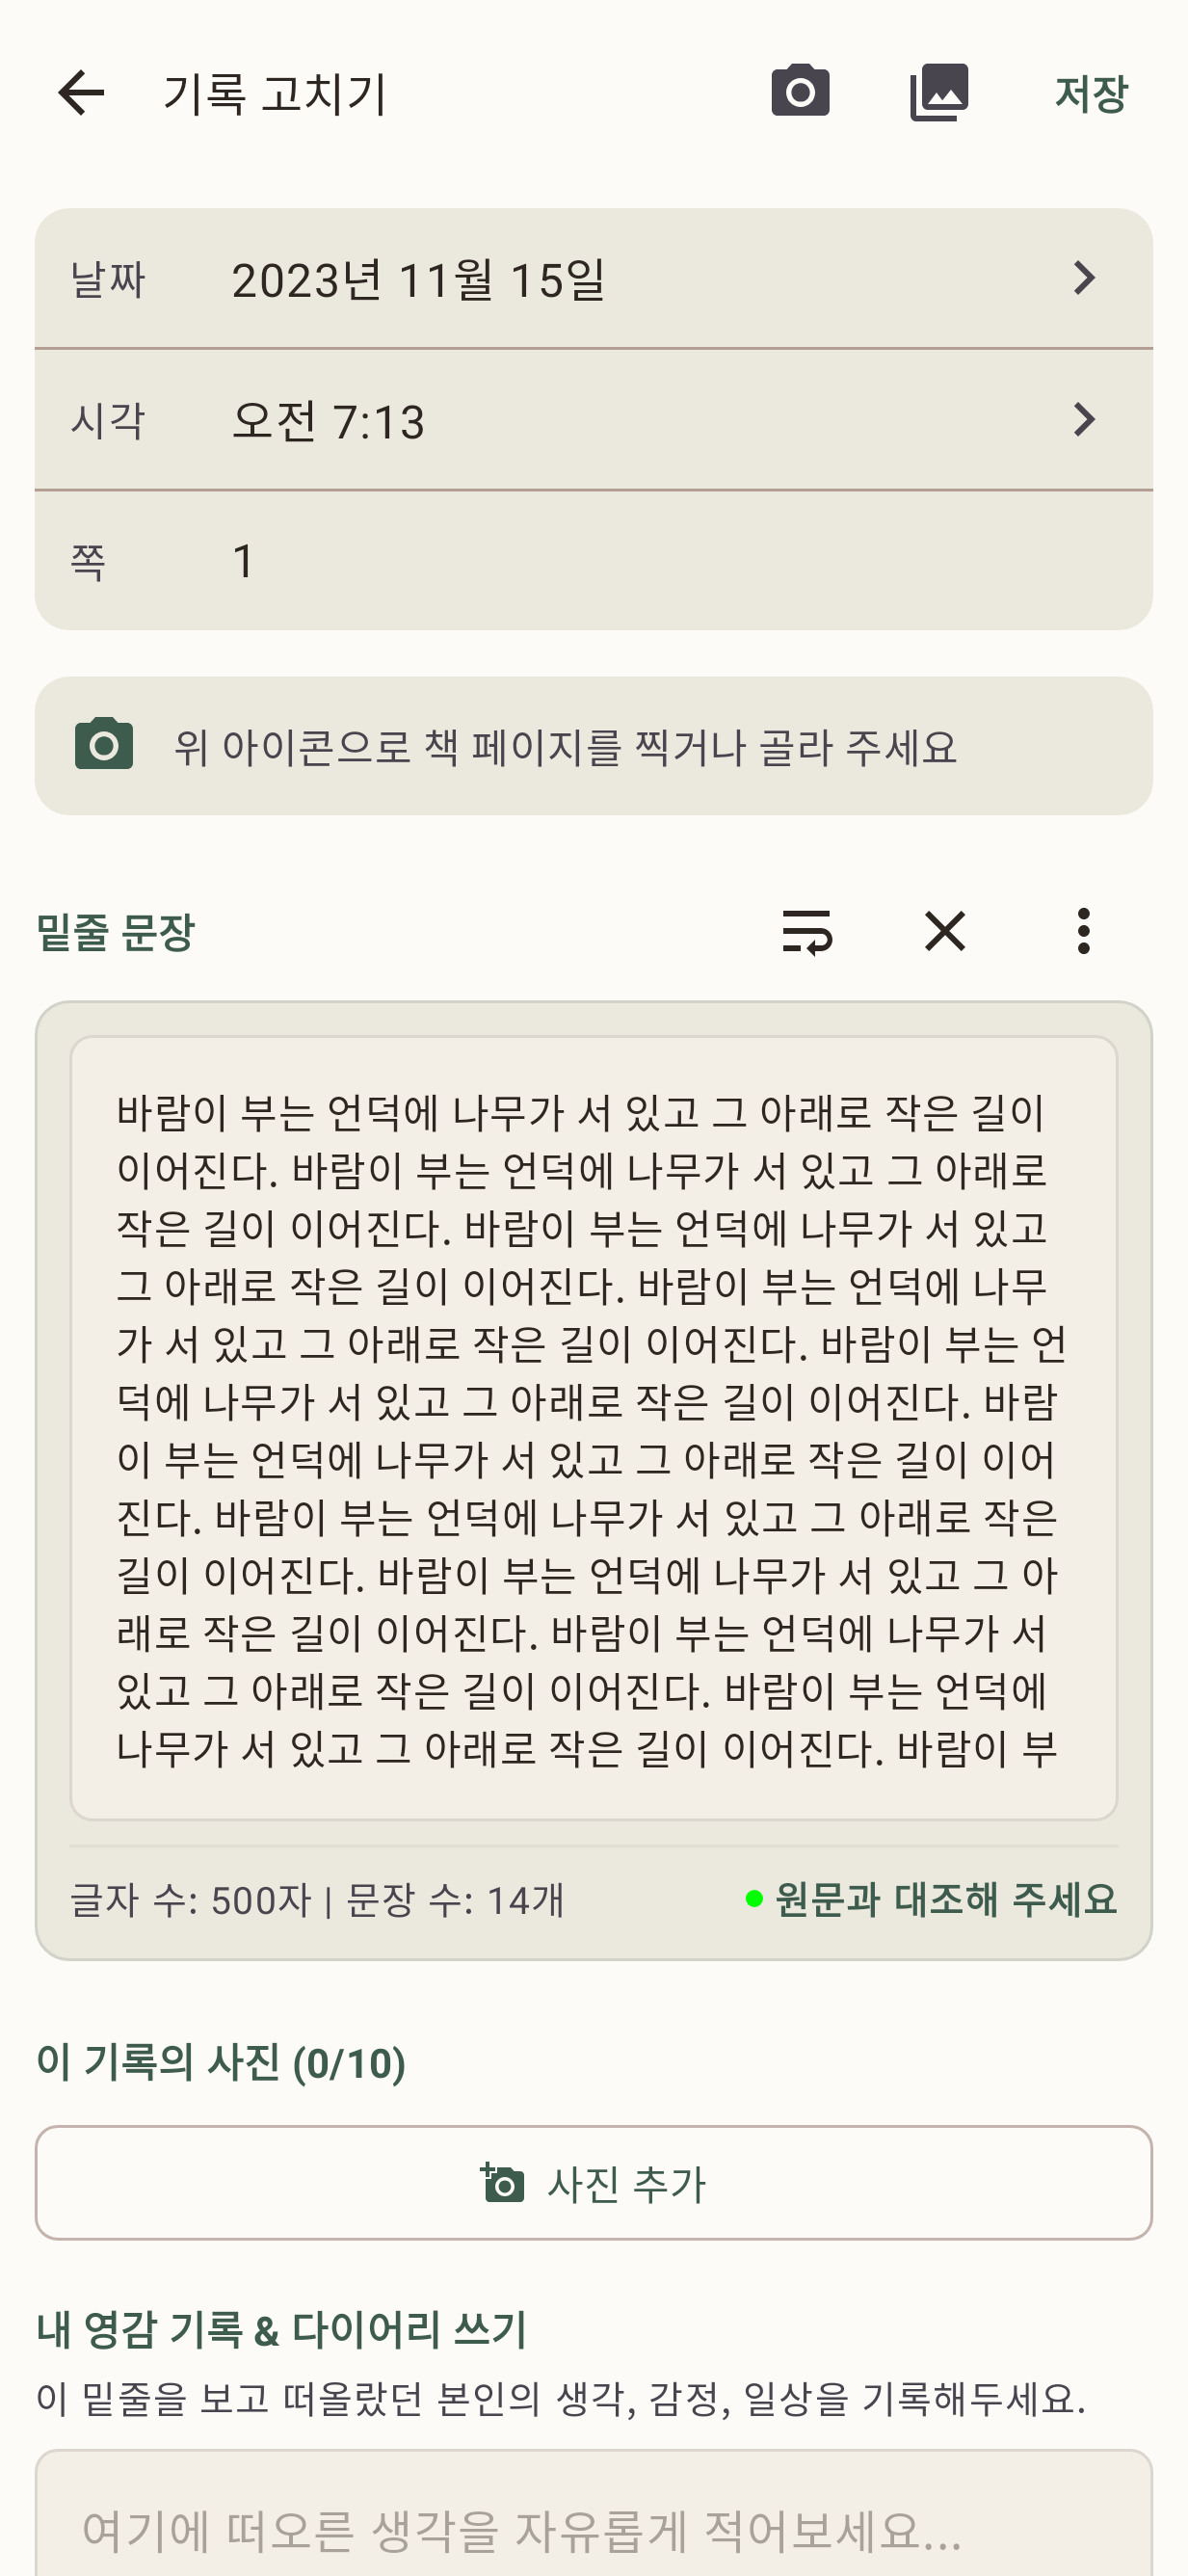 기록 고치기
저장
날짜 2023년 11월 15일
시각 오전 7:13
쪽 1
위 아이콘으로 책 페이지를 찍거나 골라 주세요
밑줄 문장
바람이 부는 언덕에 나무가 서 있고 그 아래로 작은 길이
이어진다. 바람이 부는 언덕에 나무가 서 있고 그 아래로
작은 길이 이어진다. 바람이 부는 언덕에 나무가 서 있고
그 아래로 작은 길이 이어진다. 바람이 부는 언덕에 나무
가 서 있고 그 아래로 작은 길이 이어진다. 바람이 부는 언
덕에 나무가 서 있고 그 아래로 작은 길이 이어진다. 바람
이 부는 언덕에 나무가 서 있고 그 아래로 작은 길이 이어
진다. 바람이 부는 언덕에 나무가 서 있고 그 아래로 작은
길이 이어진다. 바람이 부는 언덕에 나무가 서 있고 그 아
래로 작은 길이 이어진다. 바람이 부는 언덕에 나무가 서
있고 그 아래로 작은 길이 이어진다. 바람이 부는 언덕에
나무가 서 있고 그 아래로 작은 길이 이어진다. 바람이 부
글자 수: 500자 | 문장 수: 14개
원문과 대조해 주세요
이 기록의 사진 (0/10)
사진 추가
내 영감 기록 & 다이어리 쓰기
이 밑줄을 보고 떠올랐던 본인의 생각, 감정, 일상을 기록해두세요.
여기에 떠오른 생각을 자유롭게 적어보세요...